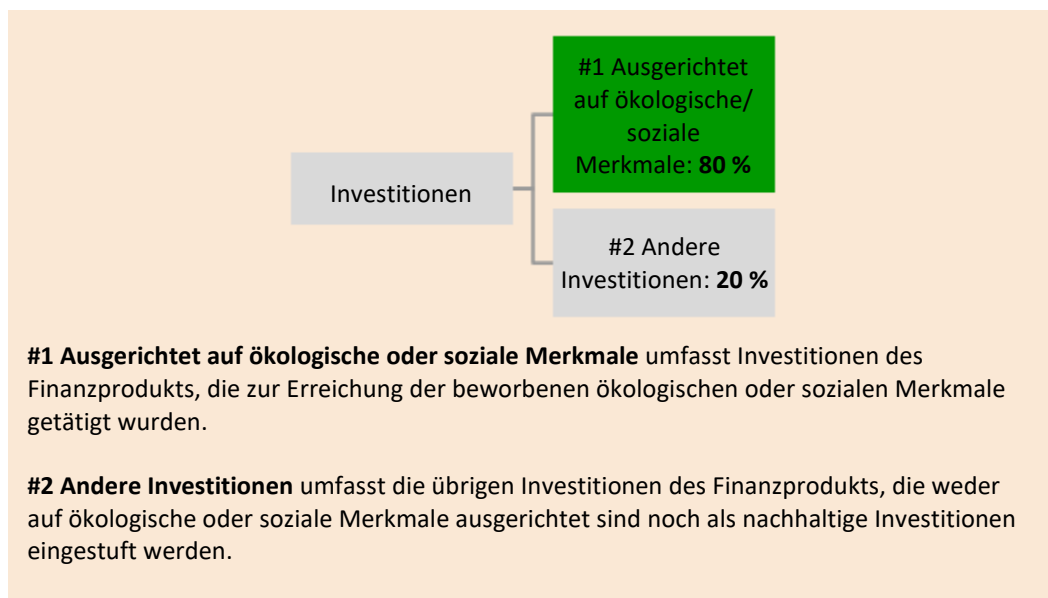 #1 Ausgerichtet
auf ökologische/
soziale
Merkmale: 80 %
Investitionen
#2 Andere
Investitionen: 20 %
#1 Ausgerichtet auf ökologische oder soziale Merkmale umfasst Investitionen des
Finanzprodukts, die zur Erreichung der beworbenen ökologischen oder sozialen Merkmale
getätigt wurden.
#2 Andere Investitionen umfasst die übrigen Investitionen des Finanzprodukts, die weder
auf ökologische oder soziale Merkmale ausgerichtet sind noch als nachhaltige Investitionen
eingestuft werden.